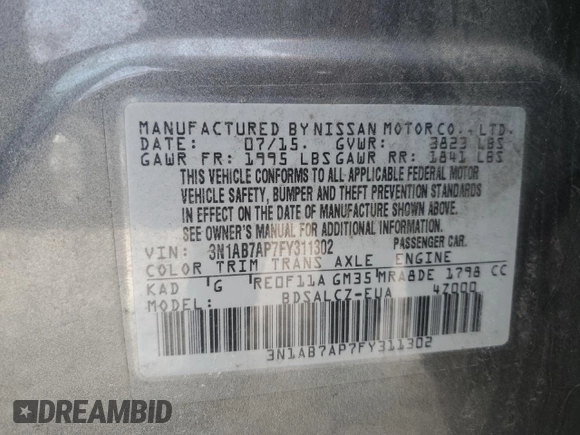 MANUFACTURED BY NISSAN MOTOR CO., LTD.
DATE: 07/15. GVWR: 3823 LBS
GAWR FR: 1995 LBS GAWR RR: 1841 LBS
THIS VEHICLE CONFORMS TO ALL APPLICABLE FEDERAL MOTOR
VEHICLE SAFETY, BUMPER AND THEFT PREVENTION STANDARDS
IN EFFECT ON THE DATE OF MANUFACTURE SHOWN ABOVE.
SEE OWNER'S MANUAL FOR ADDITIONAL INFORMATION
VIN: 3N1AB7AP7FY311302 PASSENGER CAR.
COLOR TRIM TRANS AXLE ENGINE
KAD G RE0F11A GM35 MRA8DE 1798 CC
MODEL: BDSALCZ-EUA 4Z000
3N1AB7AP7FY311302
DREAMBID